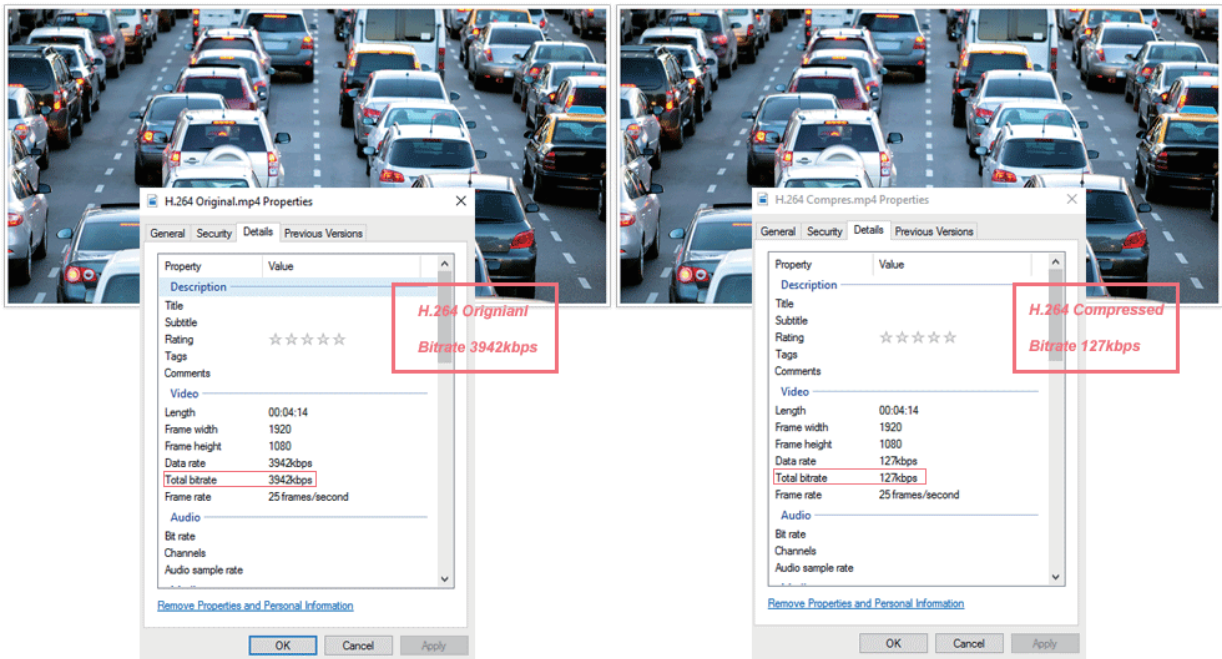 H.264 Original.mp4 Properties
General Security Details Previous Versions
Property Value
Description
Title
Subtitle
Rating
Tags
Comments
Video
Length 00:04:14
Frame width 1920
Frame height 1080
Data rate 3942kbps
Total bitrate 3942kbps
Frame rate 25 frames/second
Audio
Bit rate
Channels
Audio sample rate
Remove Properties and Personal Information
OK Cancel Apply
H.264 Origniani
Bitrate 3942kbps
H.264 Compres.mp4 Properties
General Security Details Previous Versions
Property Value
Description
Title
Subtitle
Rating
Tags
Comments
Video
Length 00:04:14
Frame width 1920
Frame height 1080
Data rate 127kbps
Total bitrate 127kbps
Frame rate 25 frames/second
Audio
Bit rate
Channels
Audio sample rate
Remove Properties and Personal Information
OK Cancel Apply
H.264 Compressed
Bitrate 127kbps